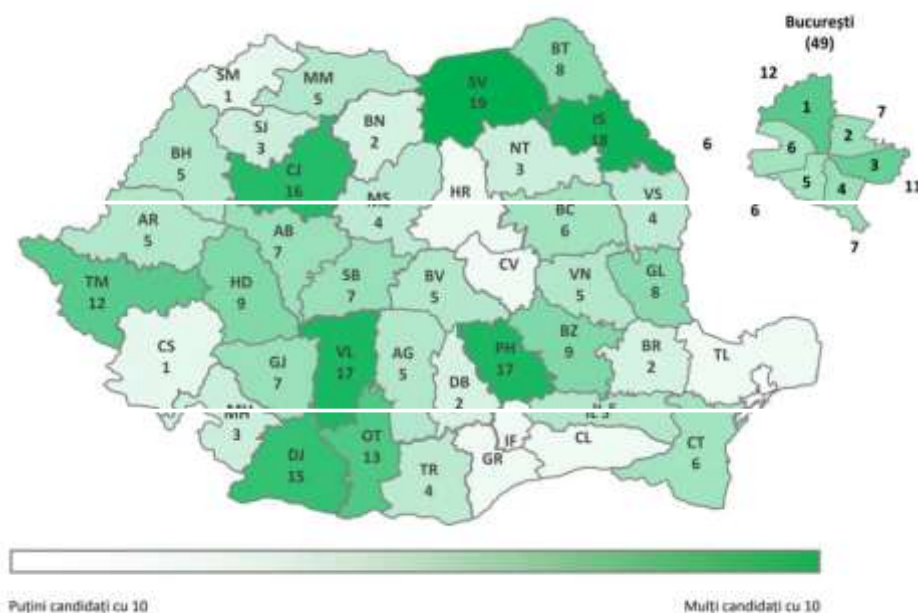 București
(49)
BT
8
SM
1
MM
5
SV
19
12
1
7
BN
2
IS
18
2
SJ
3
6
6
NT
3
3
BH
5
CJ
16
5
4
11
HR
MS
4
VS
4
6
AR
5
BC
6
AB
7
7
CV
GL
8
TM
12
HD
9
SB
7
BV
5
VN
5
CS
1
VL
17
AG
5
PH
17
BZ
9
BR
2
TL
GJ
7
DB
2
MH
3
OT
13
IF
CL
CT
6
DJ
15
TR
4
GR
Puțini candidați cu 10
Mulți candidați cu 10